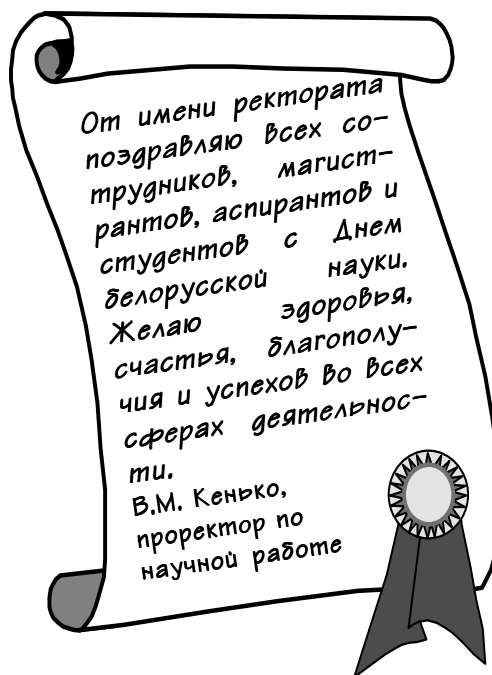 От имени ректората
поздравляю всех со-
трудников, магист-
рантов, аспирантов и
студентов с Днем
белорусской науки.
Желаю здоровья,
счастья, благополу-
чия и успехов во всех
сферах деятельнос-
ти.
В.М. Кенько,
проректор по
научной работе